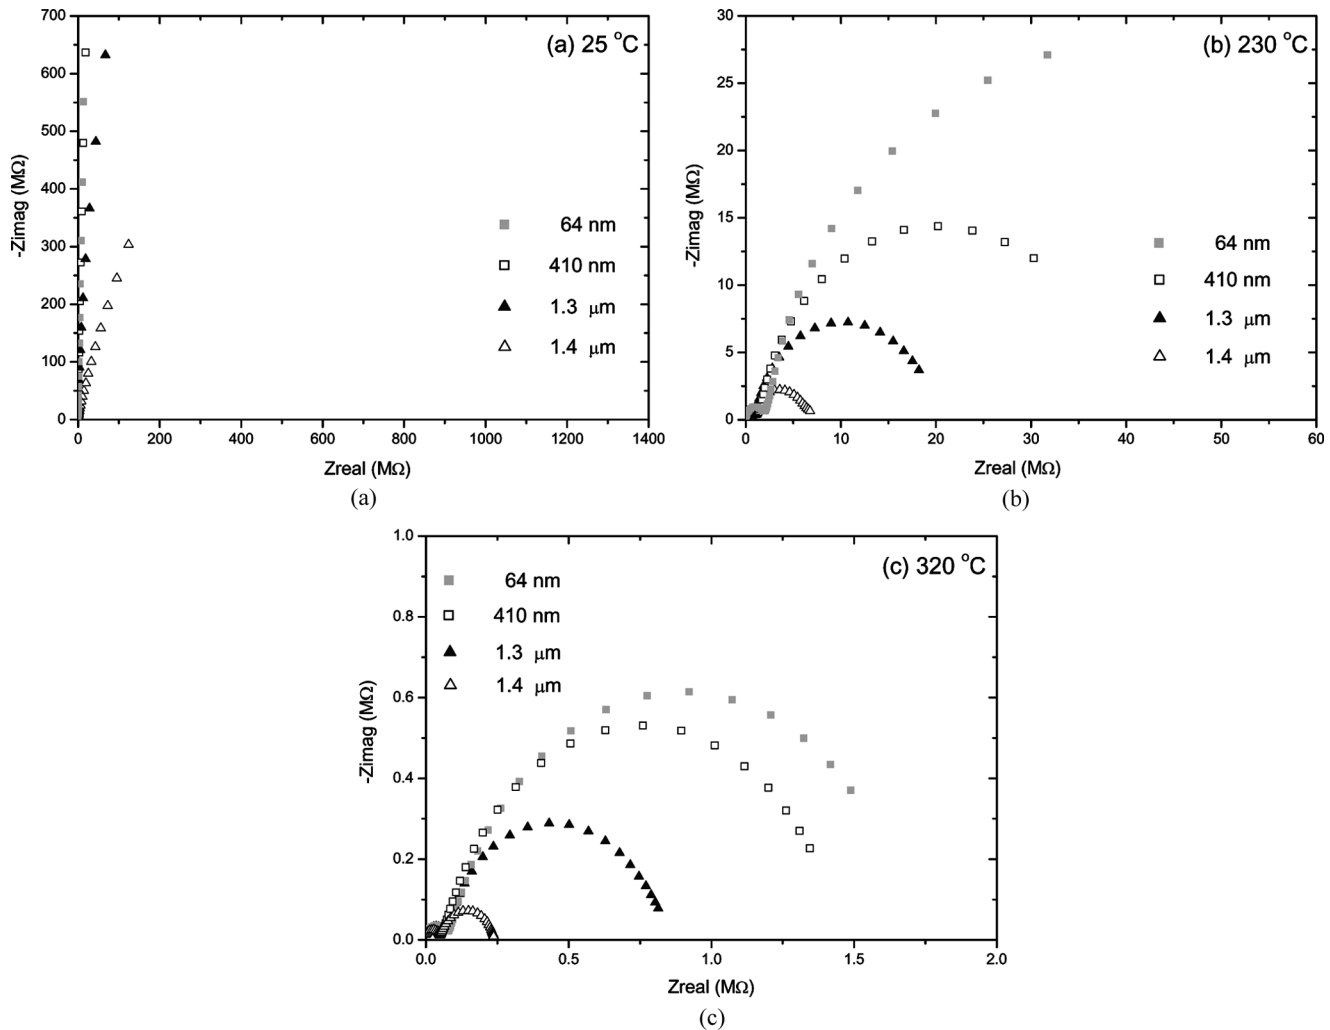 (a) 25 °C
700
600
500
400
300
200
100
0
-Zimag (MΩ)
64 nm
410 nm
1.3 μm
1.4 μm
0 200 400 600 800 1000 1200 1400
Zreal (MΩ)
(a)
(b) 230 °C
30
25
20
15
10
5
0
-Zimag (MΩ)
64 nm
410 nm
1.3 μm
1.4 μm
0 10 20 30 40 50 60
Zreal (MΩ)
(b)
(c) 320 °C
1.0
0.8
0.6
0.4
0.2
0.0
-Zimag (MΩ)
64 nm
410 nm
1.3 μm
1.4 μm
0.0 0.5 1.0 1.5 2.0
Zreal (MΩ)
(c)